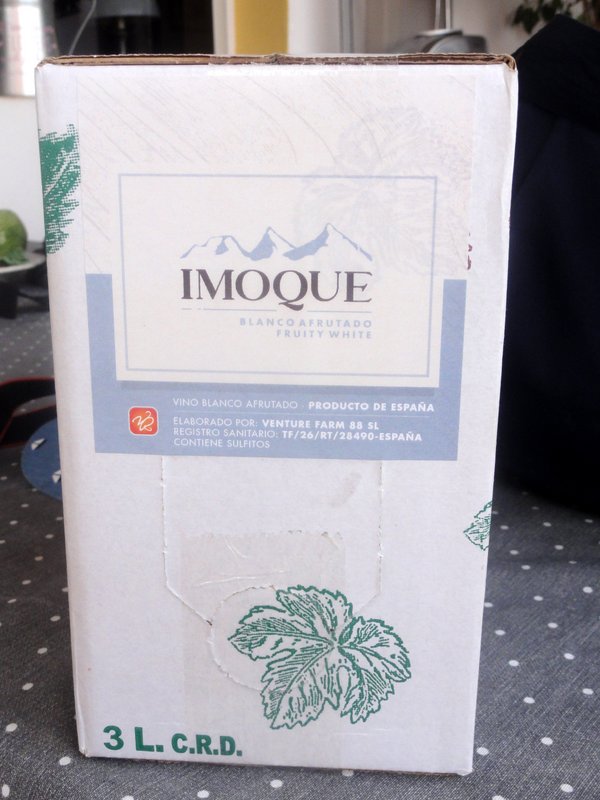 IMOQUE
BLANCO AFRUTADO
FRUITY WHITE
VINO BLANCO AFRUTADO · PRODUCTO DE ESPAÑA
ELABORADO POR: VENTURE FARM 88 SL
REGISTRO SANITARIO: TF/26/RT/28490-ESPAÑA
CONTIENE SULFITOS
3 L. C.R.D.